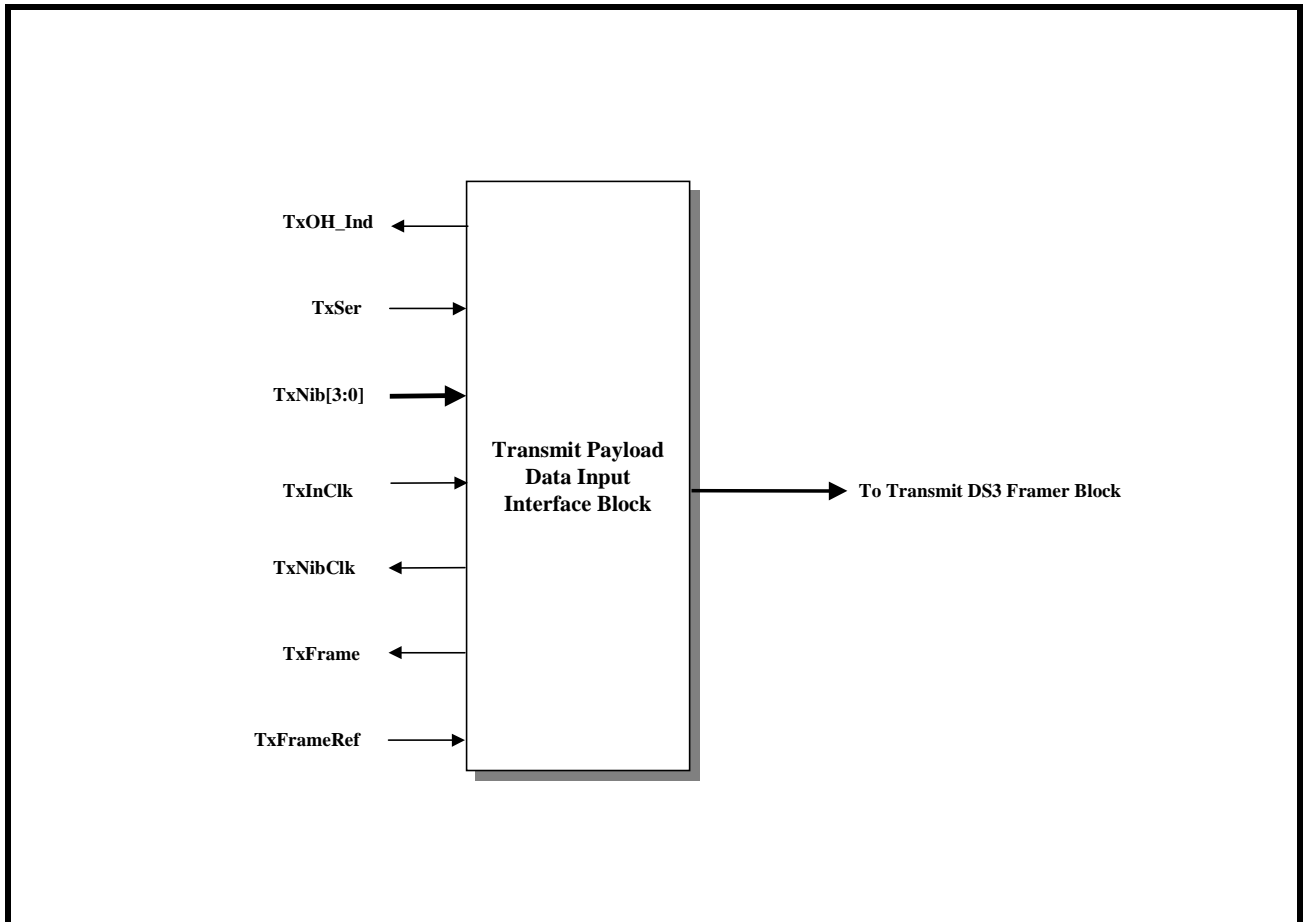 TxOH_Ind
TxSer
TxNib[3:0]
TxInClk
TxNibClk
TxFrame
TxFrameRef
Transmit Payload
Data Input
Interface Block
To Transmit DS3 Framer Block